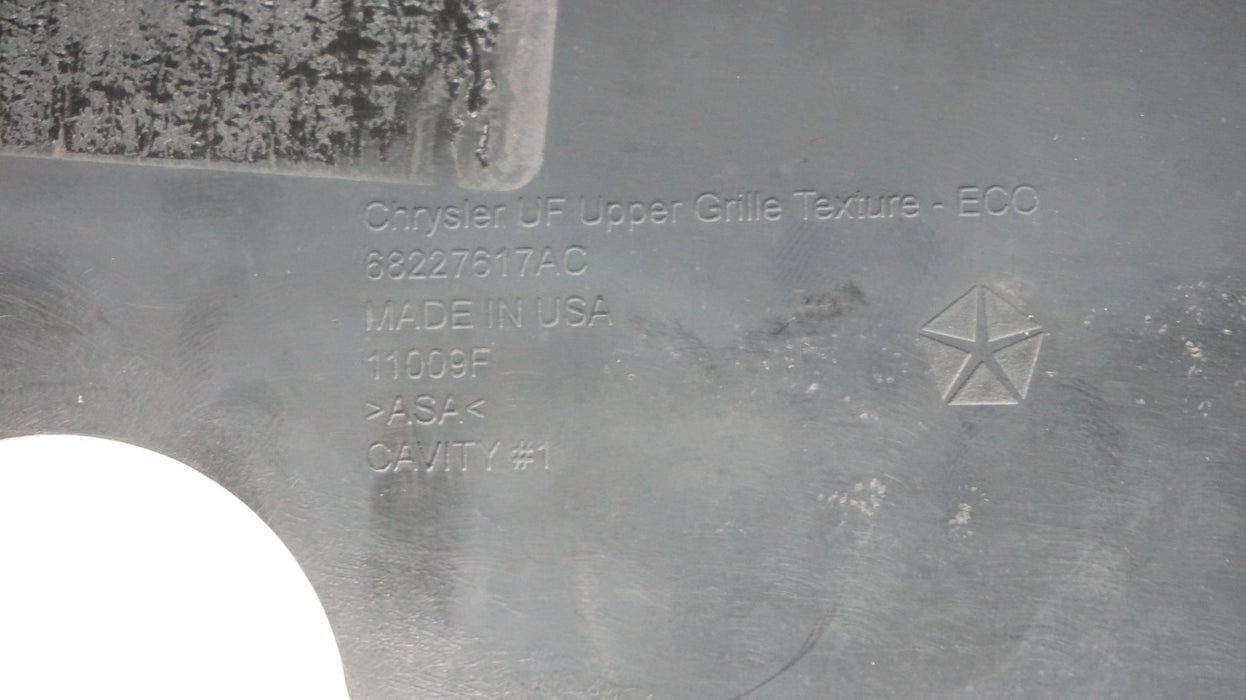 Chrysler UF Upper Grille Texture - ECO
68227617AC
MADE IN USA
11009F
>ASA<
CAVITY #1